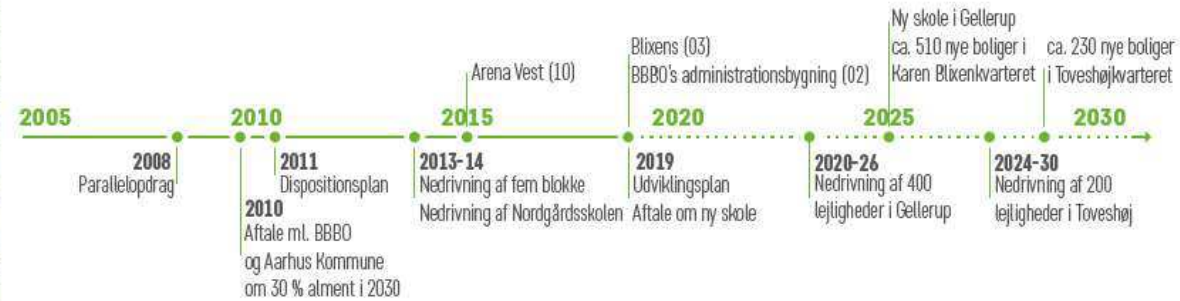 Ny skole i Gellerup
Blixens (03)
ca. 510 nye boliger i
ca. 230 nye boliger
Arena Vest (10)
BBBO's administrationsbygning (02)
Karen Blixenkvarteret
i Toveshøjkvarteret
2005
2010
2015
2020
2025
2030
2008
Parallelopdrag
2011
Dispositionsplan
2010
Aftale ml. BBBO
og Aarhus Kommune
om 30 % alment i 2030
2013-14
Nedrivning af fem blokke
Nedrivning af Nordgårdsskolen
2019
Udviklingsplan
Aftale om ny skole
2020-26
Nedrivning af 400
lejligheder i Gellerup
2024-30
Nedrivning af 200
lejligheder i Toveshøj